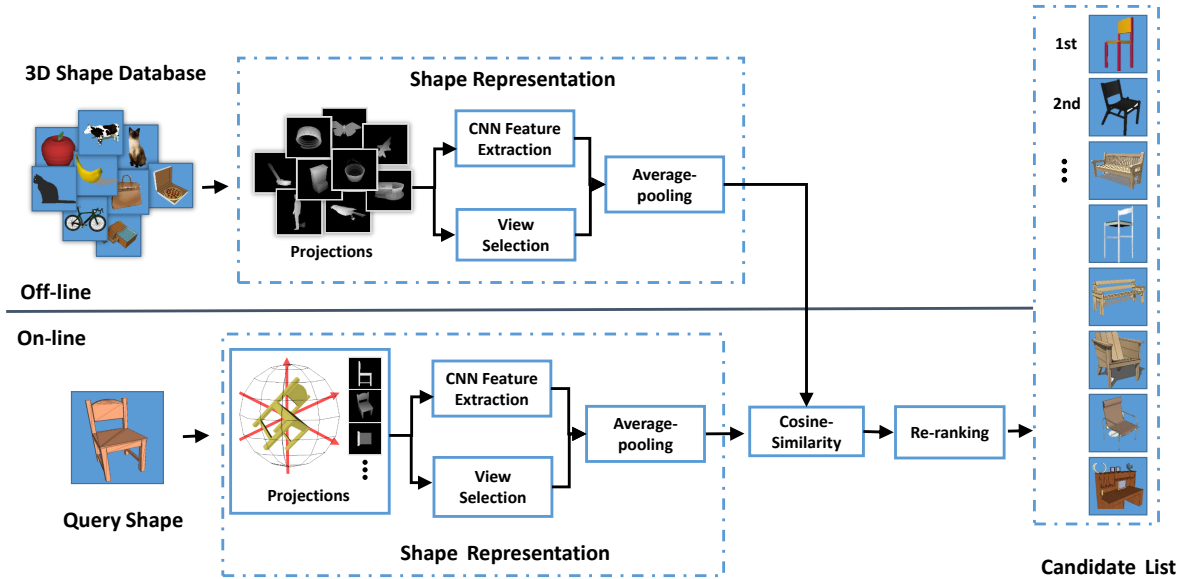 3D Shape Database
Shape Representation
Projections
CNN Feature
Extraction
View
Selection
Average-
pooling
Off-line
On-line
Query Shape
Projections
CNN Feature
Extraction
View
Selection
Average-
pooling
Shape Representation
Cosine-
Similarity
Re-ranking
1st
2nd
Candidate List